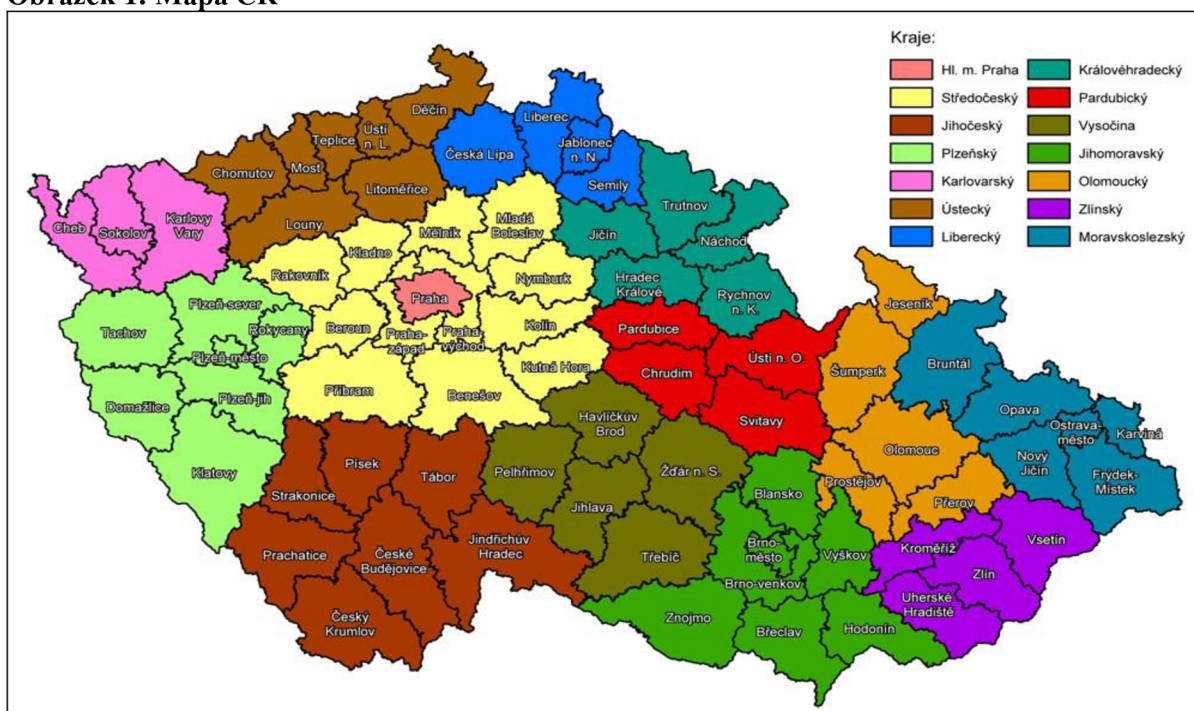 Obrázek 1: Mapa ČR
Kraje:
Hl. m. Praha
Středočeský
Jihočeský
Plzeňský
Karlovarský
Ústecký
Liberecký
Královéhradecký
Pardubický
Vysočina
Jihomoravský
Olomoucký
Zlínský
Moravskoslezský
Děčín
Ústí
n. L.
Teplice
Most
Chomutov
Litoměřice
Louny
Česká Lípa
Liberec
Jablonec
n. N.
Semily
Cheb
Sokolov
Karlovy
Vary
Mělník
Mladá
Boleslav
Kladno
Rakovník
Praha
Nymburk
Beroun
Praha-
západ
Praha-
východ
Kolín
Kutná Hora
Příbram
Benešov
Trutnov
Jičín
Náchod
Hradec
Králové
Rychnov
n. K.
Plzeň-sever
Tachov
Rokycany
Plzeň-město
Domažlice
Plzeň-jih
Klatovy
Pardubice
Chrudim
Ústí n. O.
Svitavy
Jeseník
Šumperk
Olomouc
Prostějov
Přerov
Bruntál
Opava
Ostrava-
město
Karviná
Nový
Jičín
Frýdek-
Místek
Havlíčkův
Brod
Pelhřimov
Žďár n. S.
Jihlava
Třebíč
Strakonice
Písek
Tábor
Prachatice
České
Budějovice
Jindřichův
Hradec
Český
Krumlov
Blansko
Brno-
město
Vyškov
Brno-venkov
Znojmo
Břeclav
Hodonín
Kroměříž
Vsetín
Zlín
Uherské
Hradiště